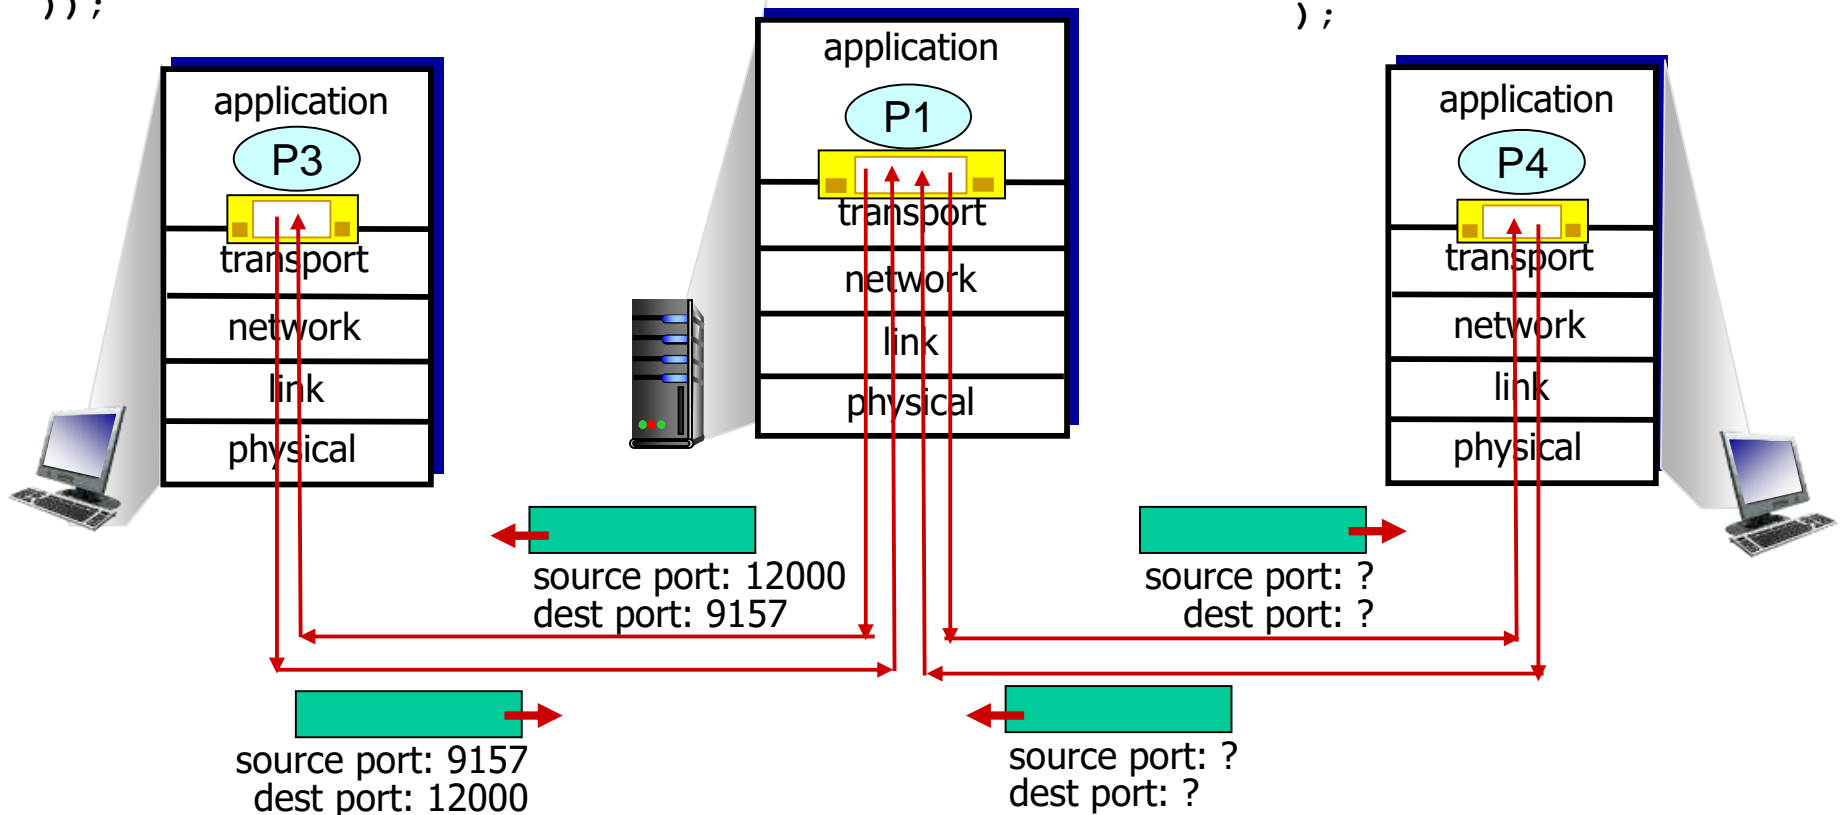 ));
);
application
P3
transport
network
link
physical
application
P1
transport
network
link
physical
application
P4
transport
network
link
physical
source port: 12000
dest port: 9157
source port: ?
dest port: ?
source port: 9157
dest port: 12000
source port: ?
dest port: ?